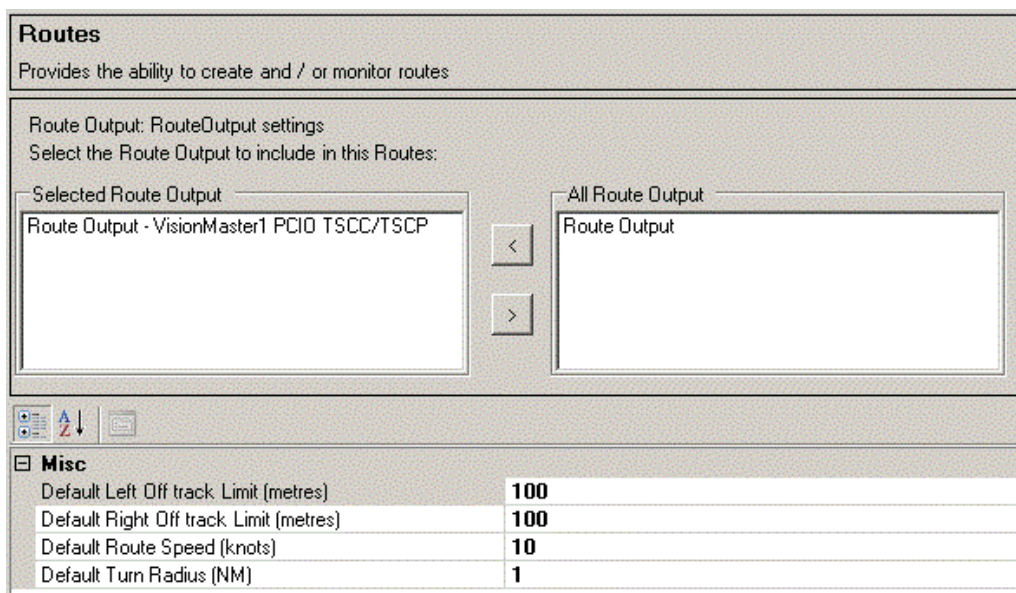 Routes
Provides the ability to create and / or monitor routes
Route Output: RouteOutput settings
Select the Route Output to include in this Routes:
Selected Route Output
Route Output - VisionMaster1 PCIO TSCC/TSCP
<
>
All Route Output
Route Output
A
Z
Misc
Default Left Off track Limit (metres) 100
Default Right Off track Limit (metres) 100
Default Route Speed (knots) 10
Default Turn Radius (NM) 1